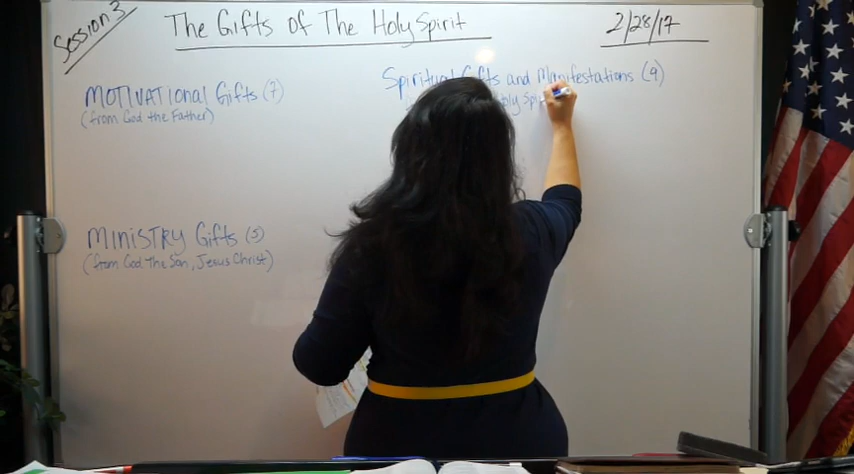 Session 3
The Gifts of The Holy Spirit
2/28/17
MOTIVATIONAL Gifts (7)
(from God the Father)
MINISTRY Gifts (5)
(from God The Son, Jesus Christ)
Spiritual Gifts and Manifestations (9)
Holy Spi